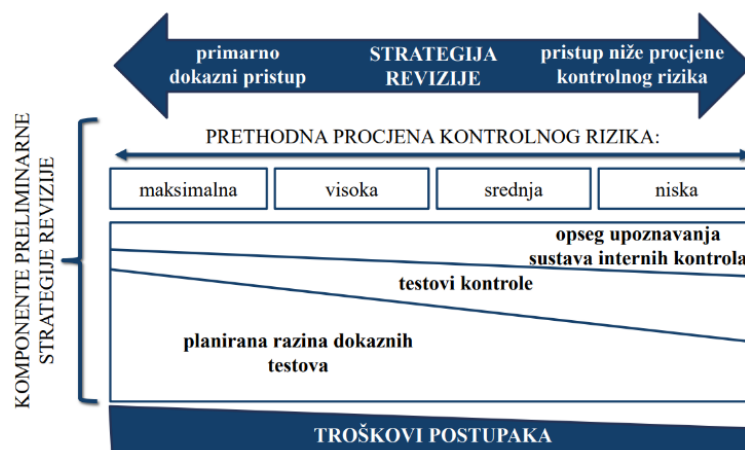 primarno
dokazni pristup
STRATEGIJA
REVIZIJE
pristup niže procjene
kontrolnog rizika
KOMPONENTE PRELIMINARNE
STRATEGIJE REVIZIJE
PRETHODNA PROCJENA KONTROLNOG RIZIKA:
maksimalna
visoka
srednja
niska
opseg upoznavanja
sustava internih kontrola
testovi kontrole
planirana razina dokaznih
testova
TROŠKOVI POSTUPAKA